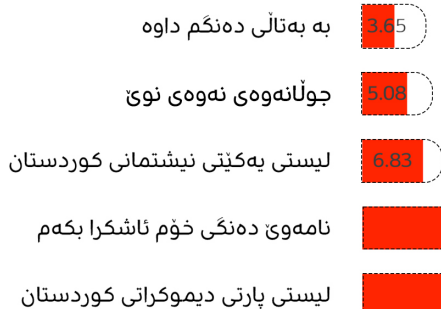 بە بەتاڵی دەنگم داوە 3.65
جوڵانەوەی نەوەی نوێ 5.08
لیستی یەکێتی نیشتمانی کوردستان 6.83
نامەوێ دەنگی خۆم ئاشکرا بکەم
لیستی پارتی دیموکراتی کوردستان